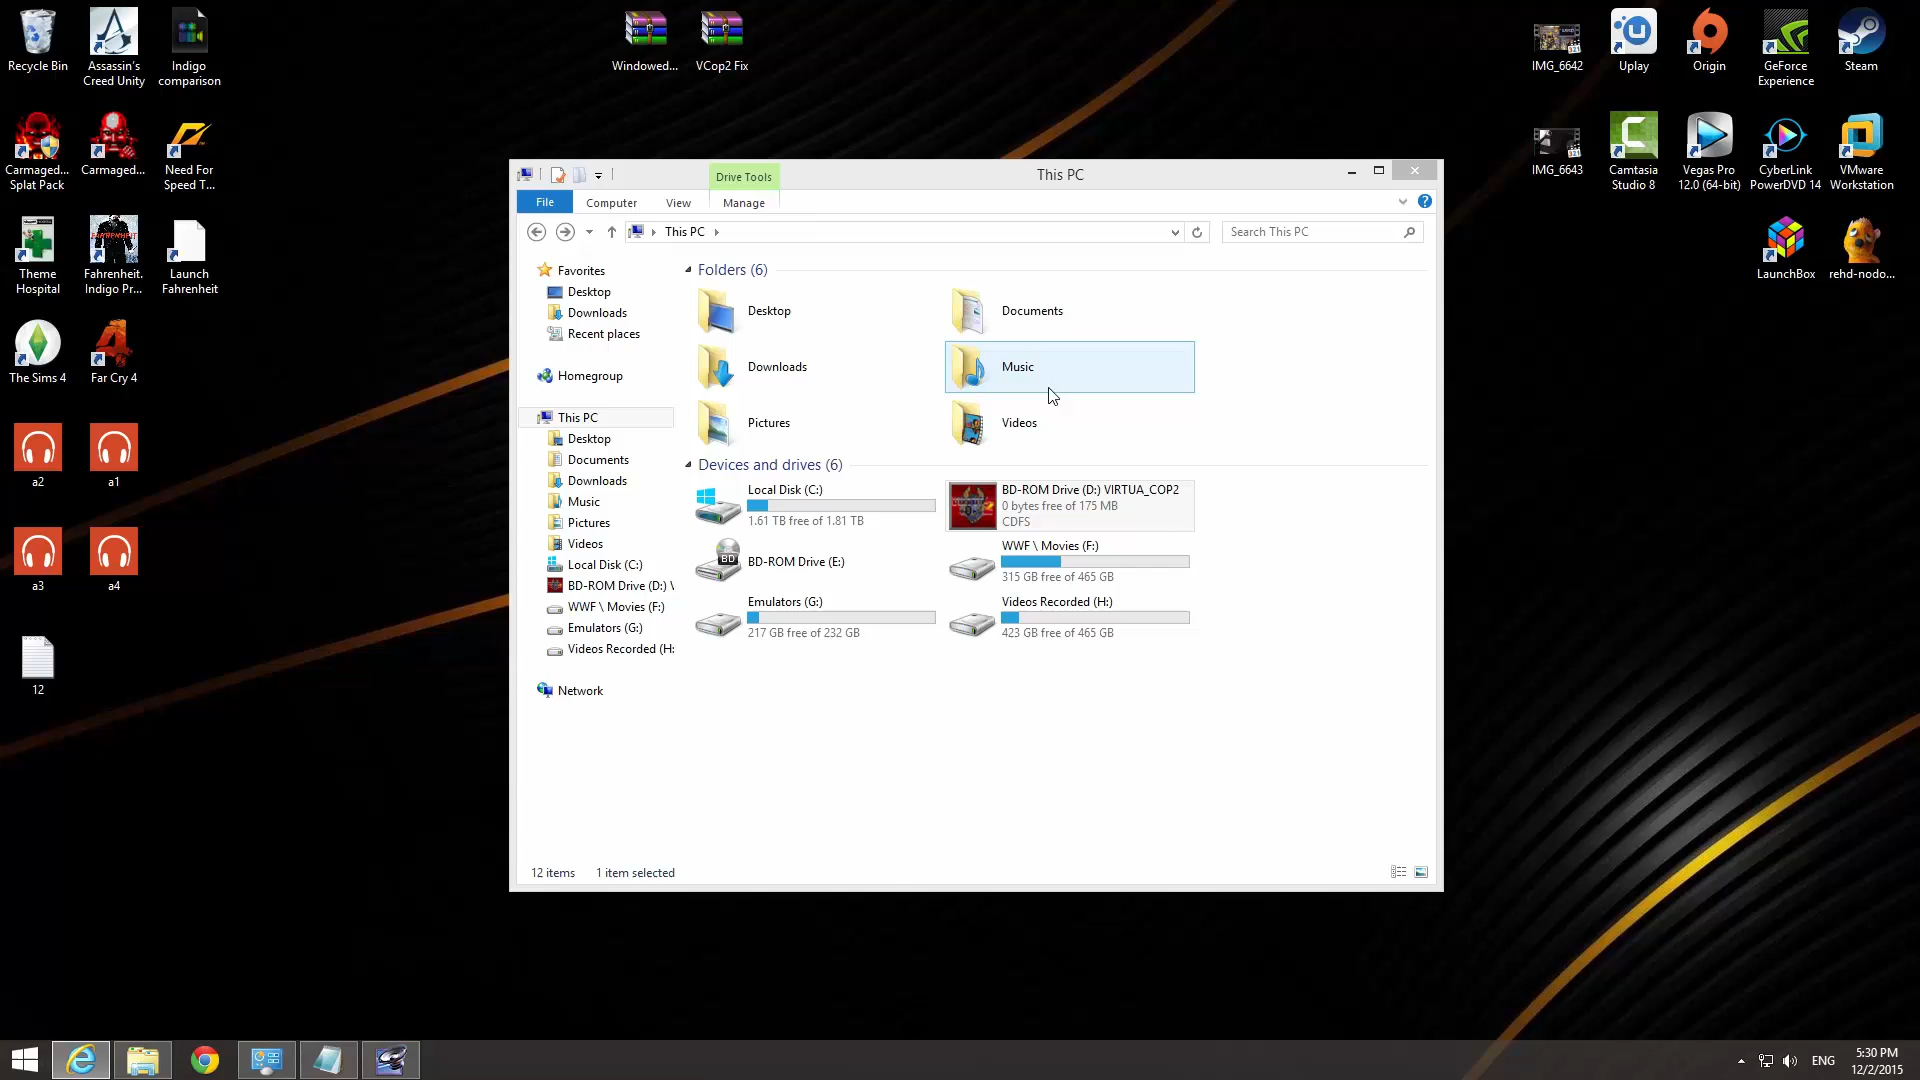 Recycle Bin
Assassin's
Creed Unity
Indigo
comparison
Windowed...
VCop2 Fix
IMG_6642
Uplay
Origin
GeForce
Experience
Steam
Carmaged...
Splat Pack
Carmaged...
Need For
Speed T...
IMG_6643
Camtasia
Studio 8
Vegas Pro
12.0 (64-bit)
CyberLink
PowerDVD 14
VMware
Workstation
Theme
Hospital
Fahrenheit.
Indigo Pr...
Launch
Fahrenheit
LaunchBox
rehd-nodo...
The Sims 4
Far Cry 4
a2
a1
a3
a4
12
Drive Tools
This PC
File
Computer
View
Manage
This PC
Search This PC
Favorites
Desktop
Downloads
Recent places
Homegroup
This PC
Desktop
Documents
Downloads
Music
Pictures
Videos
Local Disk (C:)
BD-ROM Drive (D:) \
WWF \ Movies (F:)
Emulators (G:)
Videos Recorded (H:
Network
Folders (6)
Desktop
Documents
Downloads
Music
Pictures
Videos
Devices and drives (6)
Local Disk (C:)
1.61 TB free of 1.81 TB
BD-ROM Drive (D:) VIRTUA_COP2
0 bytes free of 175 MB
CDFS
BD
BD-ROM Drive (E:)
WWF \ Movies (F:)
315 GB free of 465 GB
Emulators (G:)
217 GB free of 232 GB
Videos Recorded (H:)
423 GB free of 465 GB
12 items
1 item selected
ENG
5:30 PM
12/2/2015